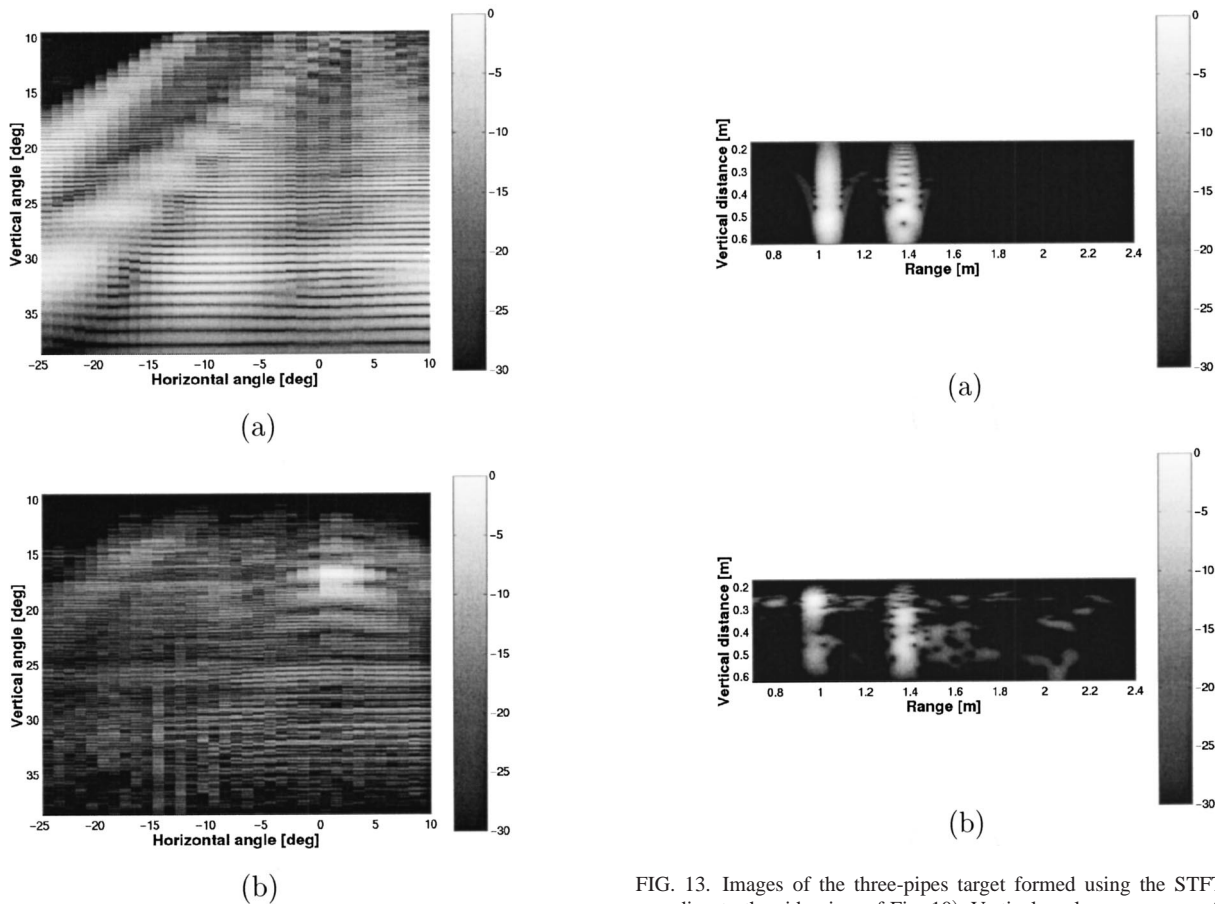 10
15
20
25
30
35
Vertical angle [deg]
-25 -20 -15 -10 -5 0 5 10
Horizontal angle [deg]
0
-5
-10
-15
-20
-25
-30
(a)
10
15
20
25
30
35
Vertical angle [deg]
-25 -20 -15 -10 -5 0 5 10
Horizontal angle [deg]
0
-5
-10
-15
-20
-25
-30
(b)
0.2
0.3
0.4
0.5
0.6
Vertical distance [m]
0.8 1 1.2 1.4 1.6 1.8 2 2.2 2.4
Range [m]
0
-5
-10
-15
-20
-25
-30
(a)
0.2
0.3
0.4
0.5
0.6
Vertical distance [m]
0.8 1 1.2 1.4 1.6 1.8 2 2.2 2.4
Range [m]
0
-5
-10
-15
-20
-25
-30
(b)
FIG. 13. Images of the three-pipes target formed using the STFT